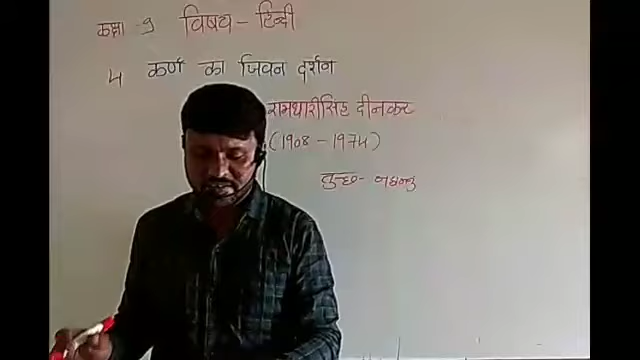 कक्षा 9 विषय - हिन्दी
4 कर्ण का जिवन दर्शन
रामधारीसिंह दीनकर
(1908 - 1974)
तुच्छ -